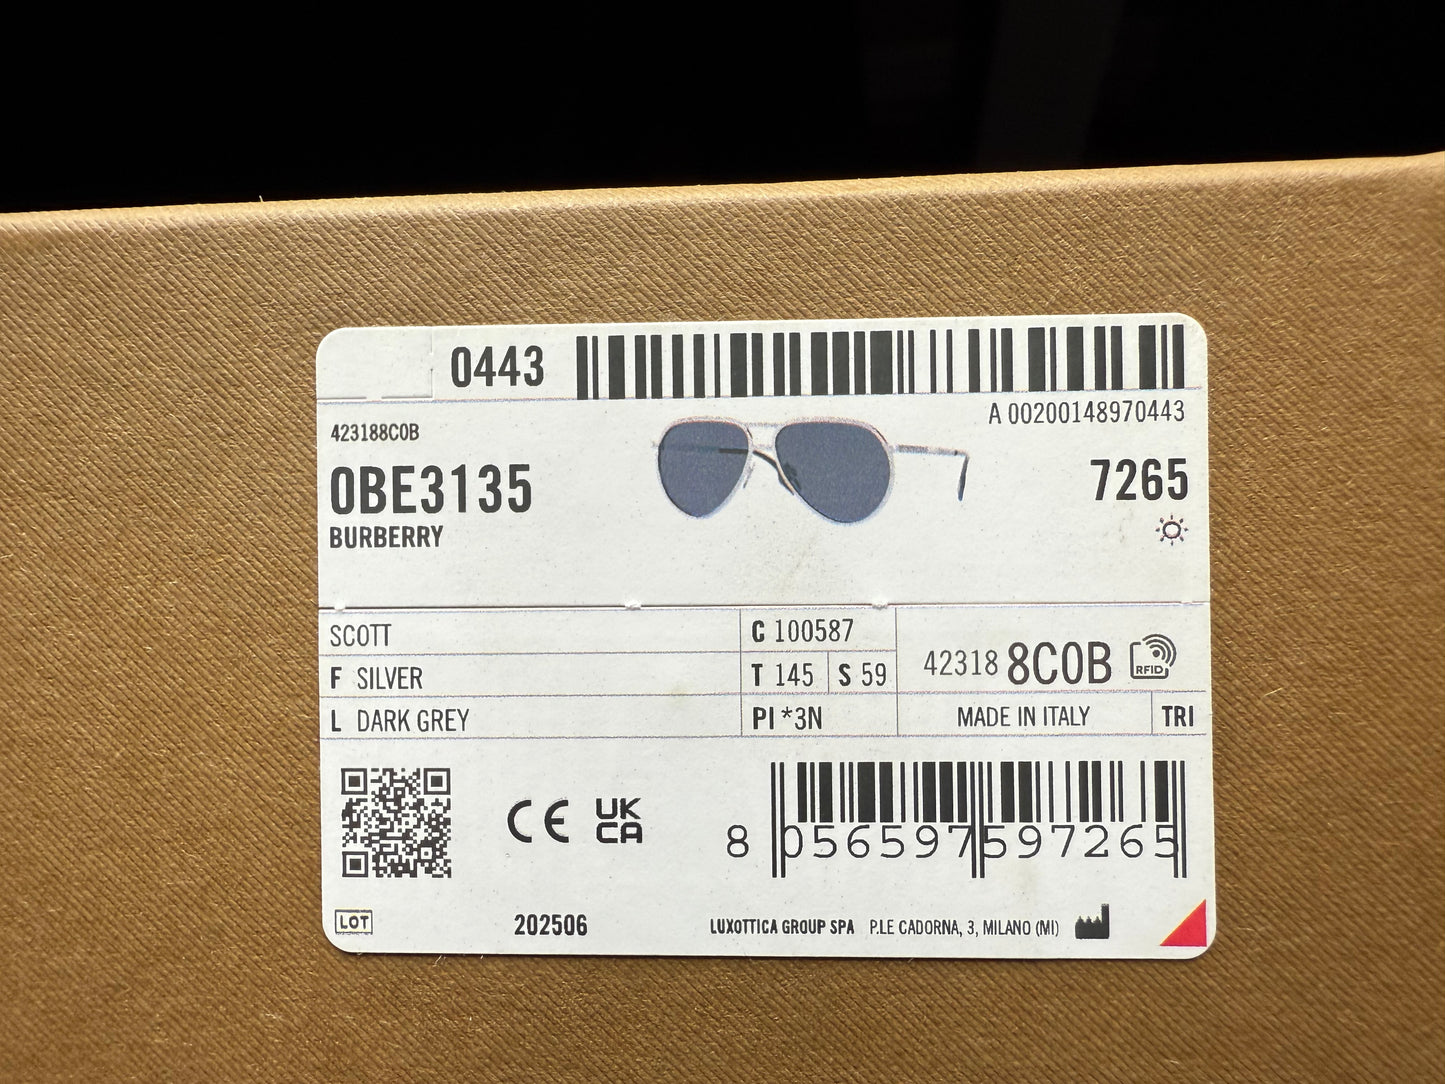 0443
A 00200148970443
423188C0B
0BE3135
7265
BURBERRY
SCOTT
C 100587
F SILVER
T 145
S 59
42318 8C0B
RFID
L DARK GREY
PI *3N
MADE IN ITALY
TRI
CE
UK
CA
8 056597 597265
LOT
202506
LUXOTTICA GROUP SPA P.LE CADORNA, 3, MILANO (MI)